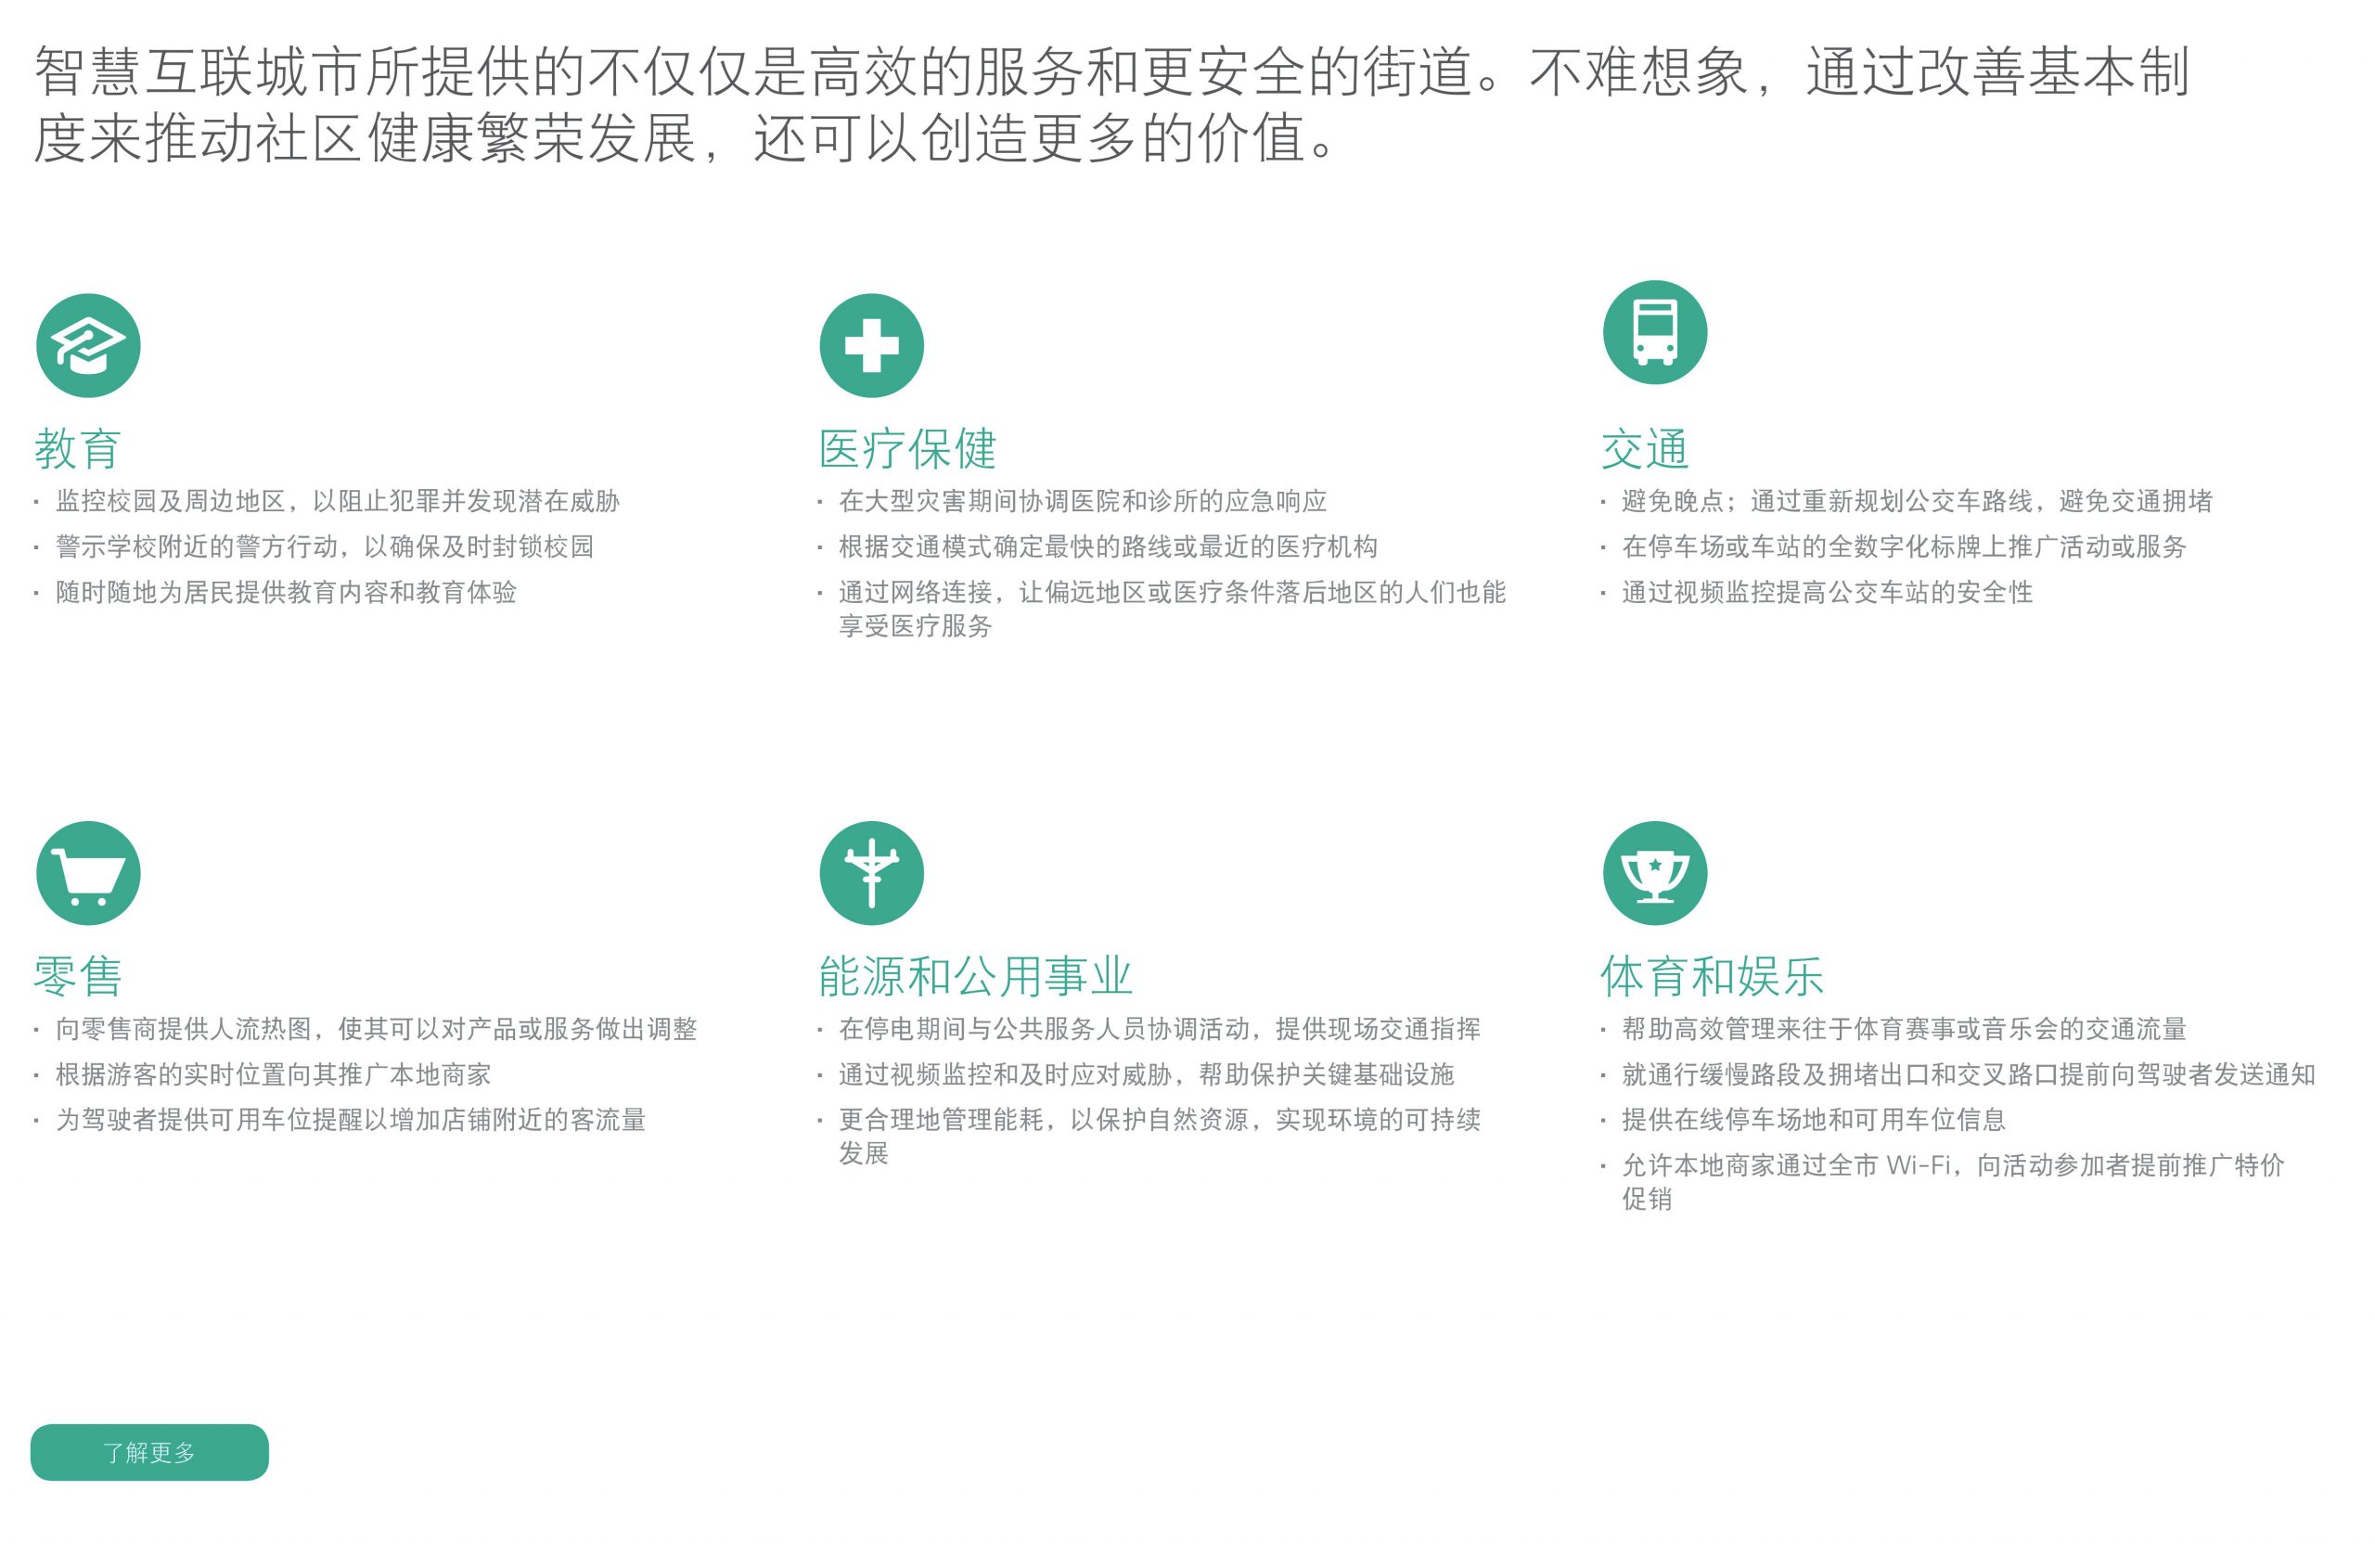 智慧互联城市所提供的不仅仅是高效的服务和更安全的街道。不难想象，通过改善基本制
度来推动社区健康繁荣发展，还可以创造更多的价值。
教育
▪ 监控校园及周边地区，以阻止犯罪并发现潜在威胁
▪ 警示学校附近的警方行动，以确保及时封锁校园
▪ 随时随地为居民提供教育内容和教育体验
医疗保健
▪ 在大型灾害期间协调医院和诊所的应急响应
▪ 根据交通模式确定最快的路线或最近的医疗机构
▪ 通过网络连接，让偏远地区或医疗条件落后地区的人们也能
享受医疗服务
交通
▪ 避免晚点；通过重新规划公交车路线，避免交通拥堵
▪ 在停车场或车站的全数字化标牌上推广活动或服务
▪ 通过视频监控提高公交车站的安全性
零售
▪ 向零售商提供人流热图，使其可以对产品或服务做出调整
▪ 根据游客的实时位置向其推广本地商家
▪ 为驾驶者提供可用车位提醒以增加店铺附近的客流量
能源和公用事业
▪ 在停电期间与公共服务人员协调活动，提供现场交通指挥
▪ 通过视频监控和及时应对威胁，帮助保护关键基础设施
▪ 更合理地管理能耗，以保护自然资源，实现环境的可持续
发展
体育和娱乐
▪ 帮助高效管理来往于体育赛事或音乐会的交通流量
▪ 就通行缓慢路段及拥堵出口和交叉路口提前向驾驶者发送通知
▪ 提供在线停车场地和可用车位信息
▪ 允许本地商家通过全市 Wi-Fi，向活动参加者提前推广特价
促销
了解更多